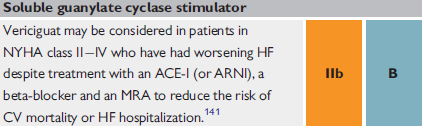 Soluble guanylate cyclase stimulator
Vericiguat may be considered in patients in
NYHA class II–IV who have had worsening HF
despite treatment with an ACE-I (or ARNI), a
beta-blocker and an MRA to reduce the risk of
CV mortality or HF hospitalization.141
IIb
B